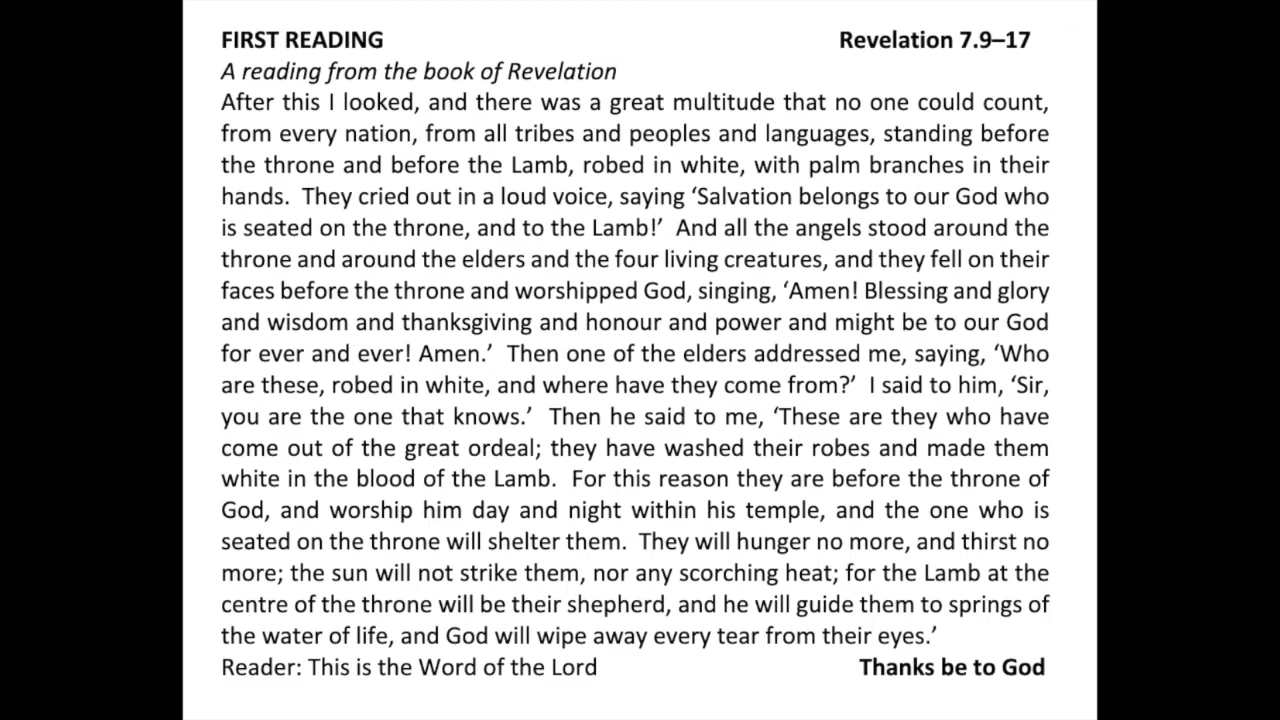 FIRST READING Revelation 7.9–17
A reading from the book of Revelation
After this I looked, and there was a great multitude that no one could count,
from every nation, from all tribes and peoples and languages, standing before
the throne and before the Lamb, robed in white, with palm branches in their
hands.  They cried out in a loud voice, saying ‘Salvation belongs to our God who
is seated on the throne, and to the Lamb!’  And all the angels stood around the
throne and around the elders and the four living creatures, and they fell on their
faces before the throne and worshipped God, singing, ‘Amen! Blessing and glory
and wisdom and thanksgiving and honour and power and might be to our God
for ever and ever! Amen.’  Then one of the elders addressed me, saying, ‘Who
are these, robed in white, and where have they come from?’  I said to him, ‘Sir,
you are the one that knows.’  Then he said to me, ‘These are they who have
come out of the great ordeal; they have washed their robes and made them
white in the blood of the Lamb.  For this reason they are before the throne of
God, and worship him day and night within his temple, and the one who is
seated on the throne will shelter them.  They will hunger no more, and thirst no
more; the sun will not strike them, nor any scorching heat; for the Lamb at the
centre of the throne will be their shepherd, and he will guide them to springs of
the water of life, and God will wipe away every tear from their eyes.’
Reader: This is the Word of the Lord Thanks be to God